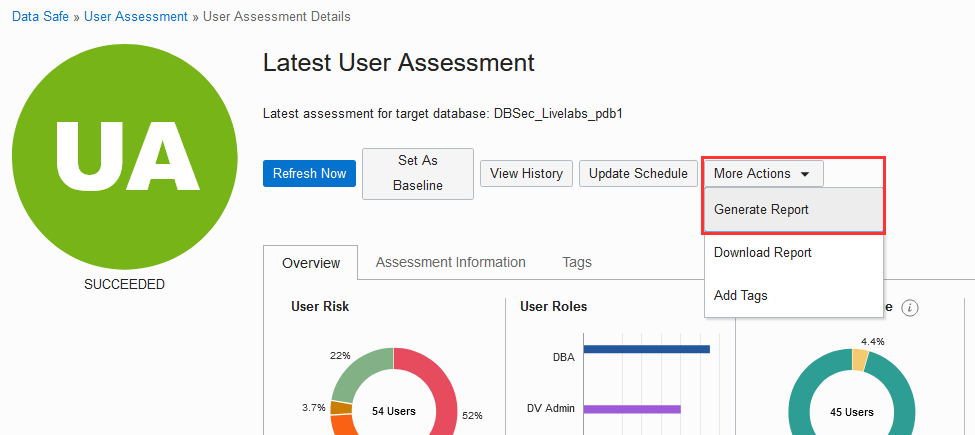 Data Safe » User Assessment » User Assessment Details
UA
SUCCEEDED
Latest User Assessment
Latest assessment for target database: DBSec_Livelabs_pdb1
Refresh Now
Set As
Baseline
View History
Update Schedule
More Actions
Generate Report
Download Report
Add Tags
Overview
Assessment Information
Tags
User Risk
22%
3.7%
54 Users
52%
User Roles
DBA
DV Admin
e i
4.4%
45 Users